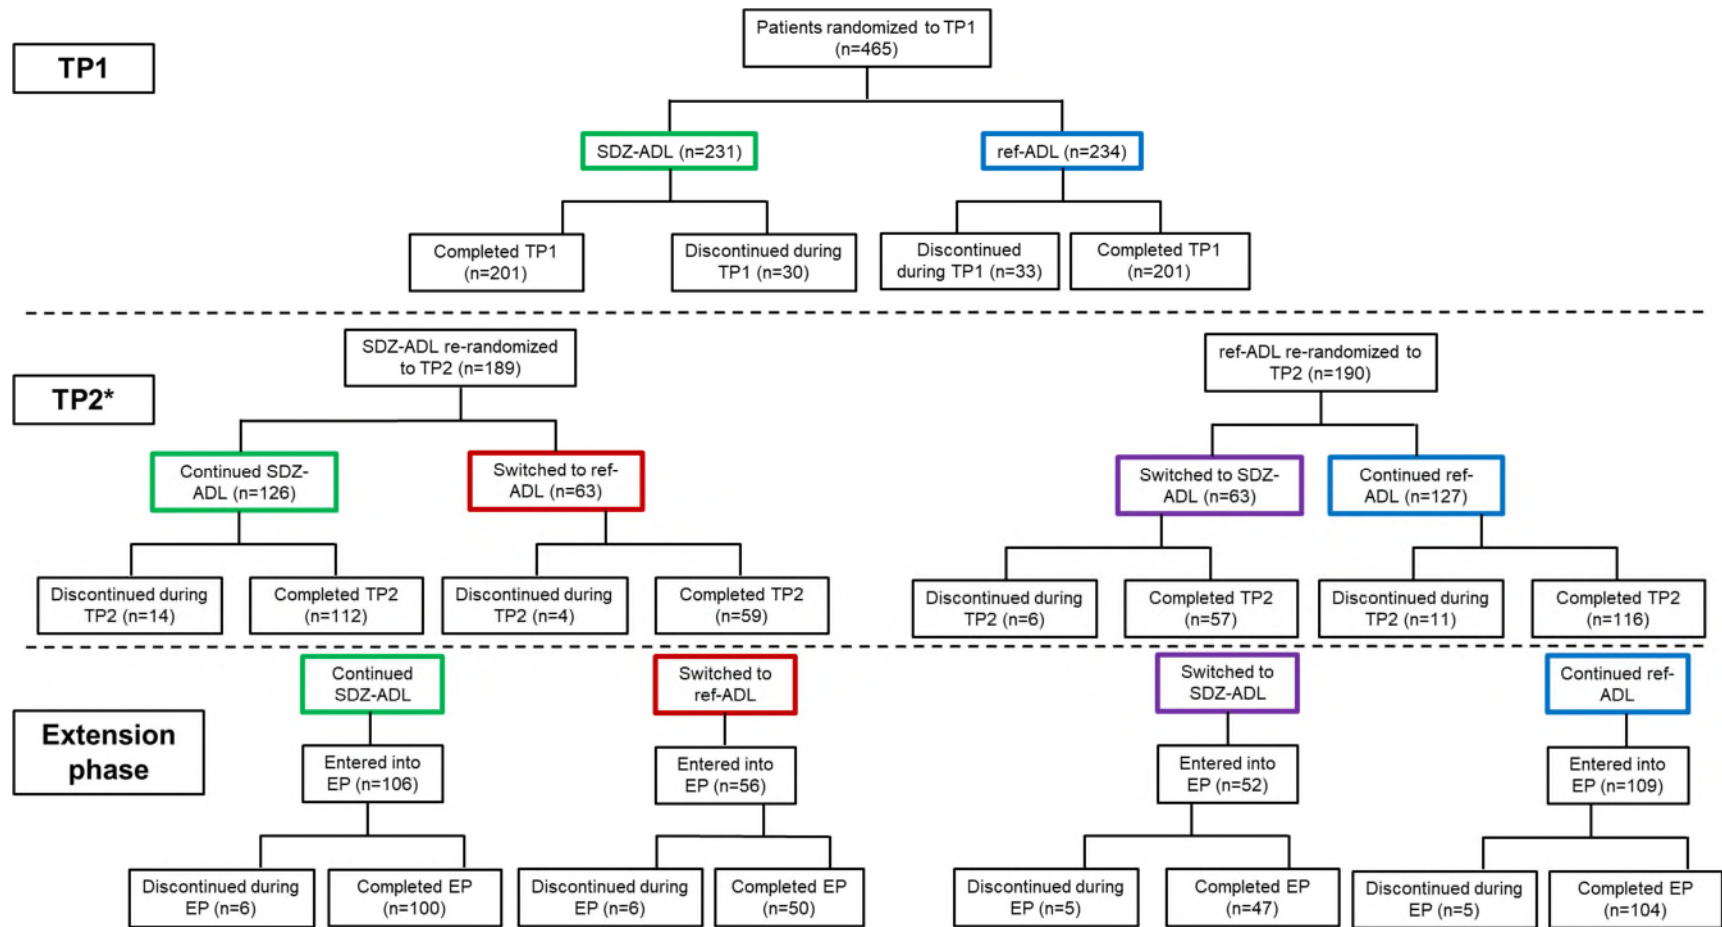 TP1
Patients randomized to TP1
(n=465)
SDZ-ADL (n=231)
ref-ADL (n=234)
Completed TP1
(n=201)
Discontinued during
TP1 (n=30)
Discontinued
during TP1 (n=33)
Completed TP1
(n=201)
TP2*
SDZ-ADL re-randomized
to TP2 (n=189)
ref-ADL re-randomized to
TP2 (n=190)
Continued SDZ-
ADL (n=126)
Switched to ref-
ADL (n=63)
Switched to SDZ-
ADL (n=63)
Continued ref-
ADL (n=127)
Discontinued during
TP2 (n=14)
Completed TP2
(n=112)
Discontinued during
TP2 (n=4)
Completed TP2
(n=59)
Discontinued during
TP2 (n=6)
Completed TP2
(n=57)
Discontinued during
TP2 (n=11)
Completed TP2
(n=116)
Extension
phase
Continued
SDZ-ADL
Switched to
ref-ADL
Switched to
SDZ-ADL
Continued ref-
ADL
Entered into
EP (n=106)
Entered into
EP (n=56)
Entered into
EP (n=52)
Entered into
EP (n=109)
Discontinued during
EP (n=6)
Completed EP
(n=100)
Discontinued during
EP (n=6)
Completed EP
(n=50)
Discontinued during
EP (n=5)
Completed EP
(n=47)
Discontinued during
EP (n=5)
Completed EP
(n=104)